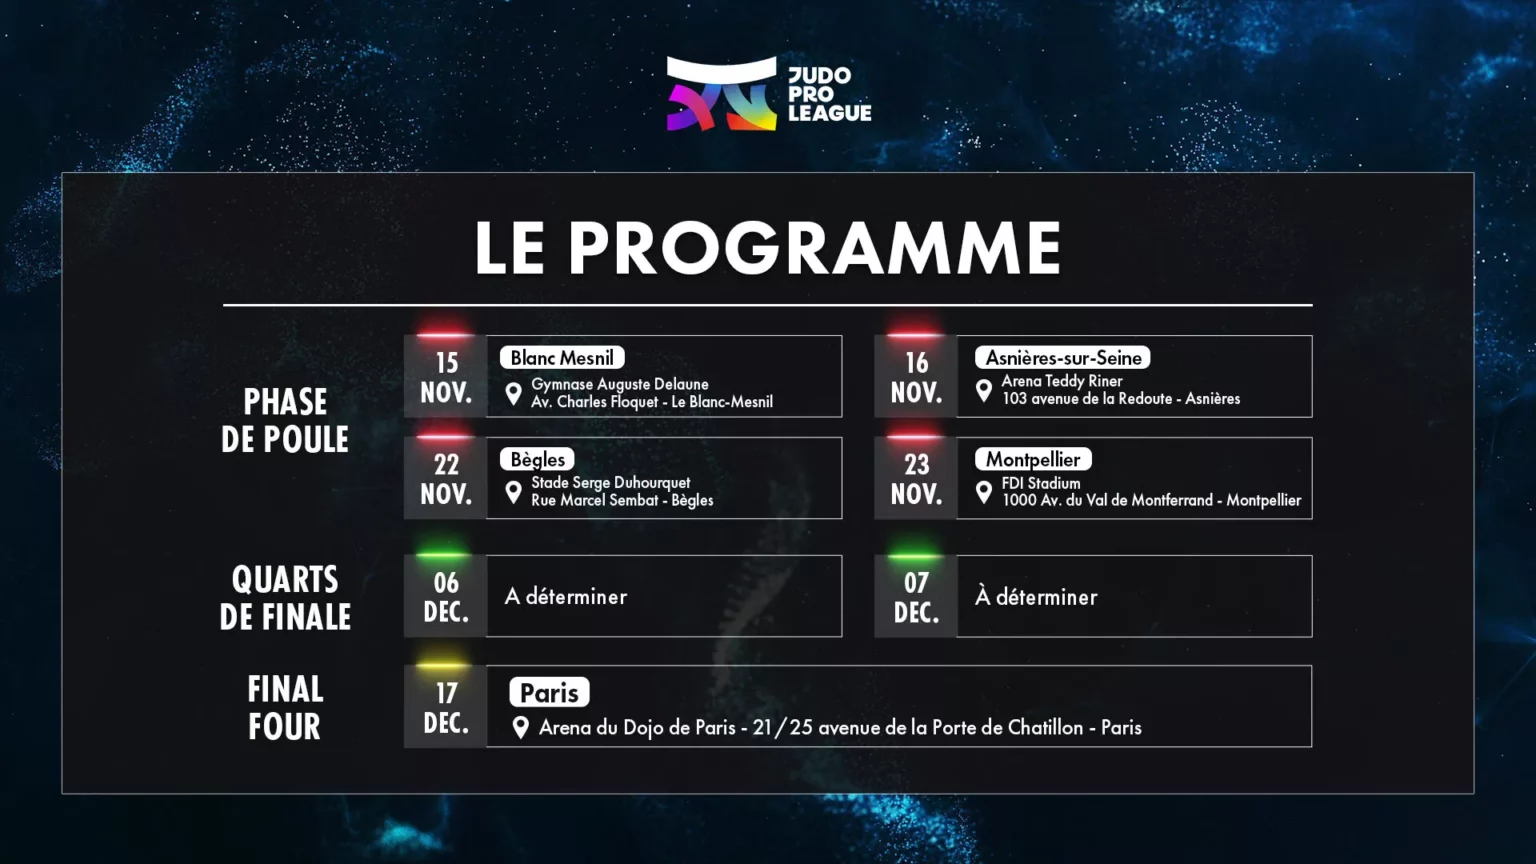 JUDO
PRO
LEAGUE
LE PROGRAMME
PHASE
DE POULE
15
NOV.
Blanc Mesnil
Gymnase Auguste Delaune
Av. Charles Floquet - Le Blanc-Mesnil
16
NOV.
Asnières-sur-Seine
Arena Teddy Riner
103 avenue de la Redoute - Asnières
22
NOV.
Bègles
Stade Serge Duhourquet
Rue Marcel Sembat - Bègles
23
NOV.
Montpellier
FDI Stadium
1000 Av. du Val de Montferrand - Montpellier
QUARTS
DE FINALE
06
DEC.
A déterminer
07
DEC.
À déterminer
FINAL
FOUR
17
DEC.
Paris
Arena du Dojo de Paris - 21/25 avenue de la Porte de Chatillon - Paris